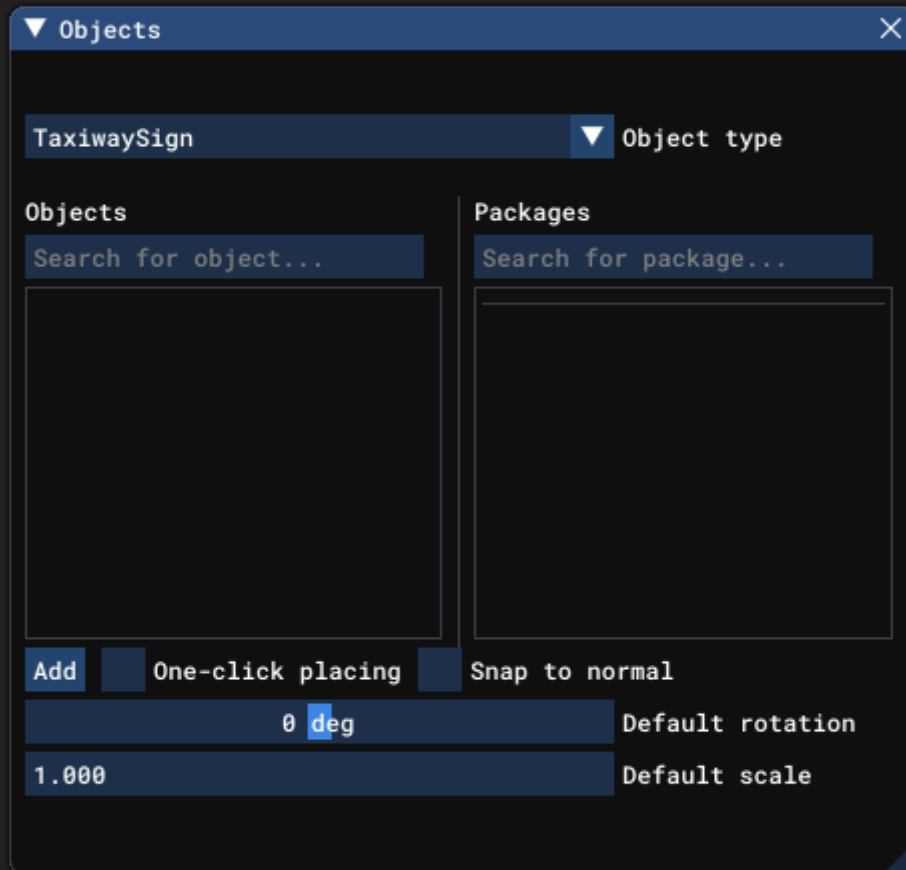 Objects
TaxiwaySign Object type
Objects
Search for object...
Packages
Search for package...
Add One-click placing Snap to normal
0 deg Default rotation
1.000 Default scale